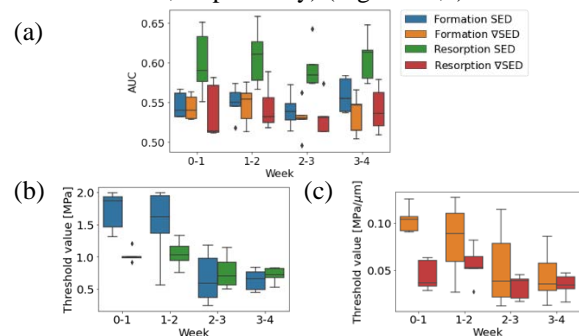 (a)
Formation SED
Formation ∇SED
Resorption SED
Resorption ∇SED
AUC
0.65
0.60
0.55
0.50
0-1 1-2 2-3 3-4
Week
(b)
Threshold value [MPa]
2.0
1.5
1.0
0.5
0-1 1-2 2-3 3-4
Week
(c)
Threshold value [MPa/μm]
0.10
0.05
0-1 1-2 2-3 3-4
Week